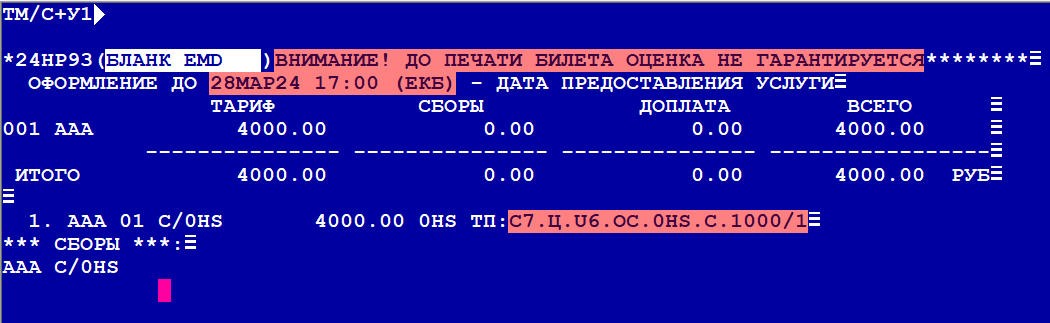 ТМ/С+У1
*24НР93(БЛАНК EMD   )ВНИМАНИЕ! ДО ПЕЧАТИ БИЛЕТА ОЦЕНКА НЕ ГАРАНТИРУЕТСЯ********
ОФОРМЛЕНИЕ ДО 28МАР24 17:00 (ЕКБ) - ДАТА ПРЕДОСТАВЛЕНИЯ УСЛУГИ
ТАРИФ СБОРЫ ДОПЛАТА ВСЕГО
001 ААА 4000.00 0.00 0.00 4000.00
--------------- ---------------- --------------- ------------------
ИТОГО 4000.00 0.00 0.00 4000.00 РУБ
1. ААА 01 С/0HS 4000.00 0HS ТП:С7.Ц.U6.ОС.0HS.С.1000/1
*** СБОРЫ ***:
ААА С/0HS